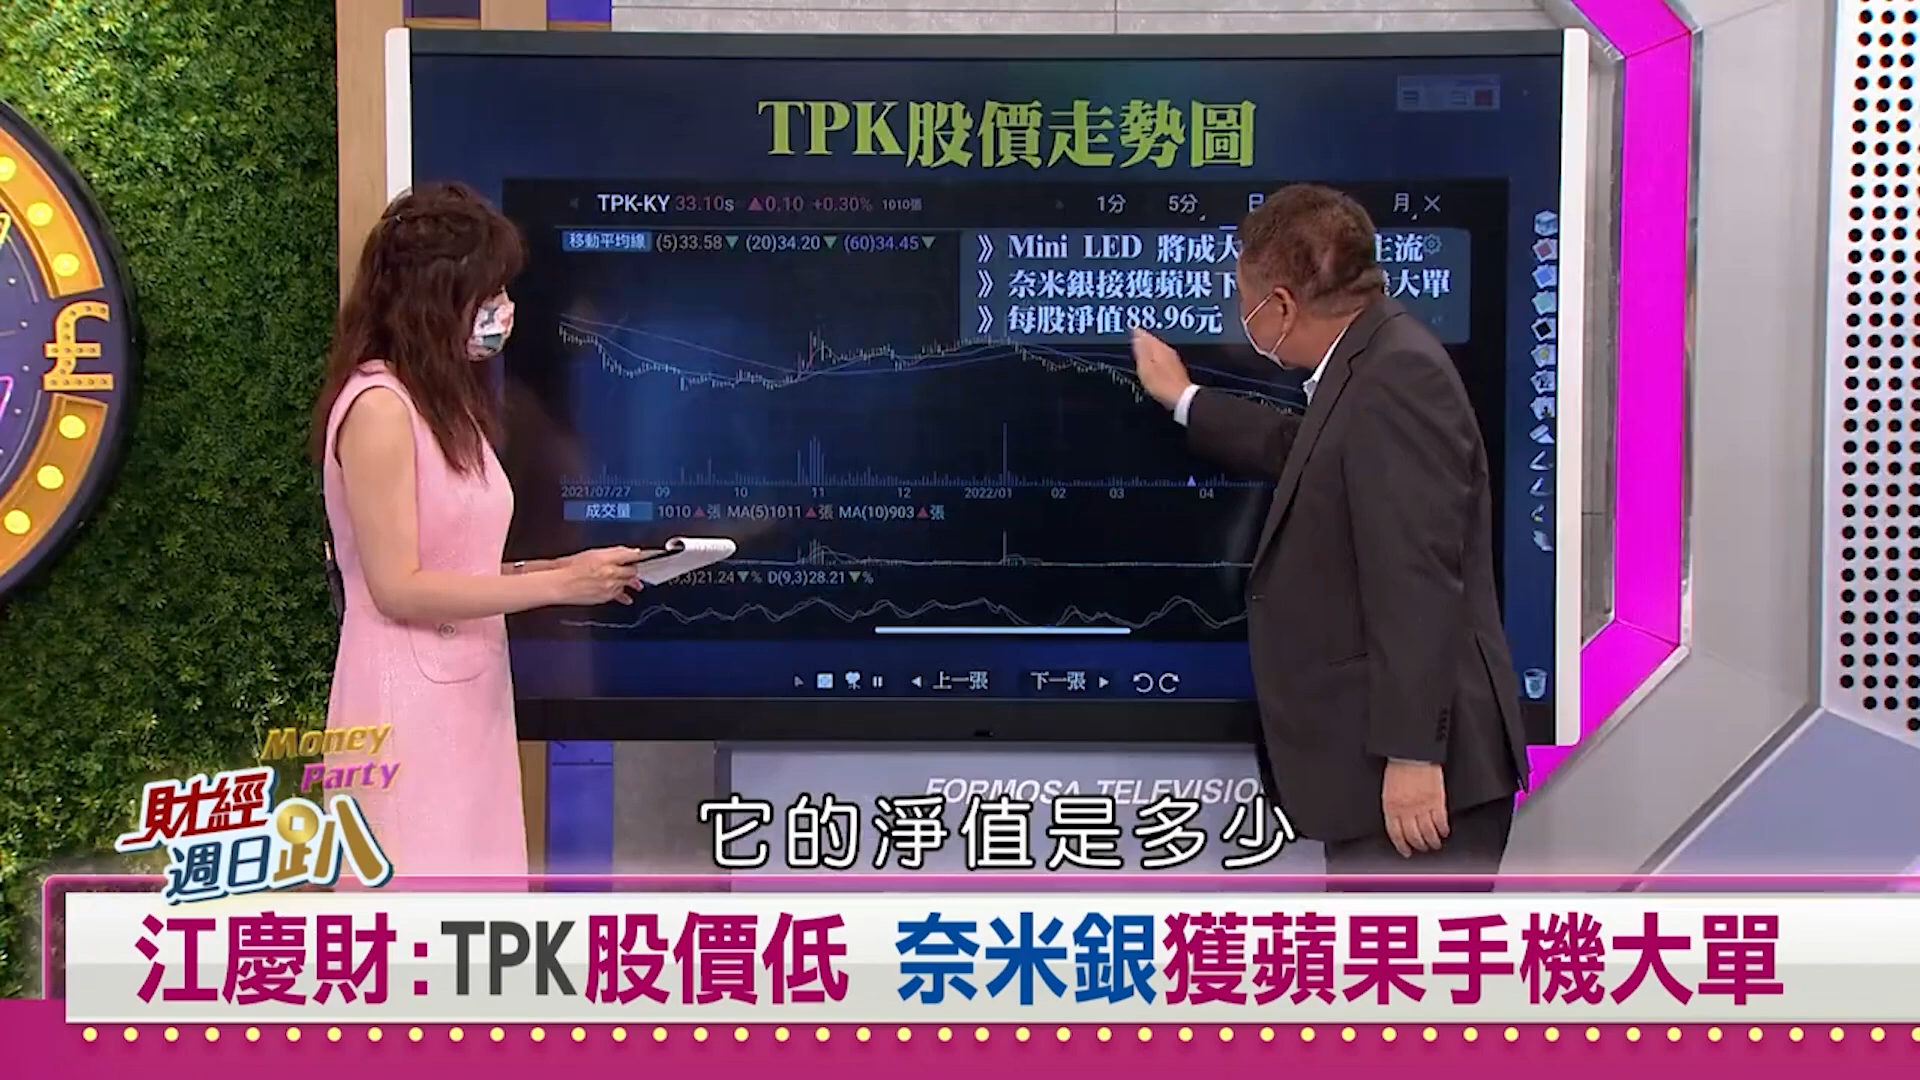 TPK股價走勢圖
TPK-KY 33.10s ▲0.10 +0.30% 1010張
1分 5分 日 月
移動平均線 (5)33.58▼ (20)34.20▼ (60)34.45▼
》 Mini LED 將成大 主流
》 奈米銀接獲蘋果下 大單
》 每股淨值88.96元
2021/07/27 09 10 11 12 2022/01 02 03 04
成交量 1010▲張 MA(5)1011▲張 MA(10)903▲張
9,3)21.24▼% D(9,3)28.21▼%
上一張 下一張
Money
Party
財經
週日趴
FORMOSA TELEVISIO
它的淨值是多少
江慶財:TPK股價低 奈米銀獲蘋果手機大單